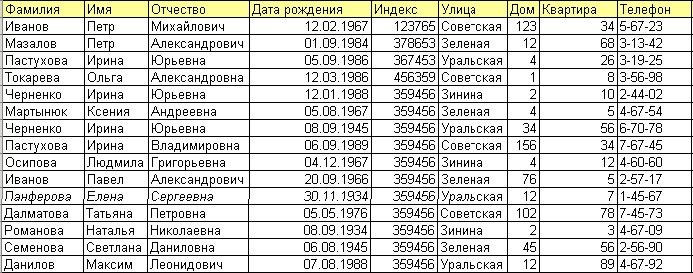 Фамилия Имя Отчество Дата рождения Индекс Улица Дом Квартира Телефон
Иванов Петр Михайлович 12.02.1967 123765 Советская 123 34 5-67-23
Мазалов Петр Александрович 01.09.1984 378653 Зеленая 12 68 3-13-42
Пастухова Ирина Юрьевна 05.09.1986 367453 Уральская 4 26 3-19-25
Токарева Ольга Александровна 12.03.1986 456359 Советская 1 8 3-56-98
Черненко Ирина Юрьевна 12.01.1988 359456 Зинина 2 10 2-44-02
Мартынюк Ксения Андреевна 05.08.1967 359456 Зеленая 4 5 4-67-54
Черненко Ирина Юрьевна 08.09.1945 359456 Уральская 34 56 6-70-78
Пастухова Ирина Владимировна 06.09.1989 359456 Советская 156 34 7-67-45
Осипова Людмила Григорьевна 04.12.1967 359456 Зинина 4 12 4-60-60
Иванов Павел Александрович 20.09.1966 359456 Зеленая 76 5 2-57-17
Панферова Елена Сергеевна 30.11.1934 359456 Уральская 12 7 1-45-67
Далматова Татьяна Петровна 05.05.1976 359456 Советская 102 78 7-45-73
Романова Наталья Николаевна 08.09.1934 359456 Зинина 2 3 4-67-09
Семенова Светлана Даниловна 06.08.1945 359456 Зеленая 45 56 2-56-90
Данилов Максим Леонидович 07.08.1988 359456 Уральская 12 89 4-67-92